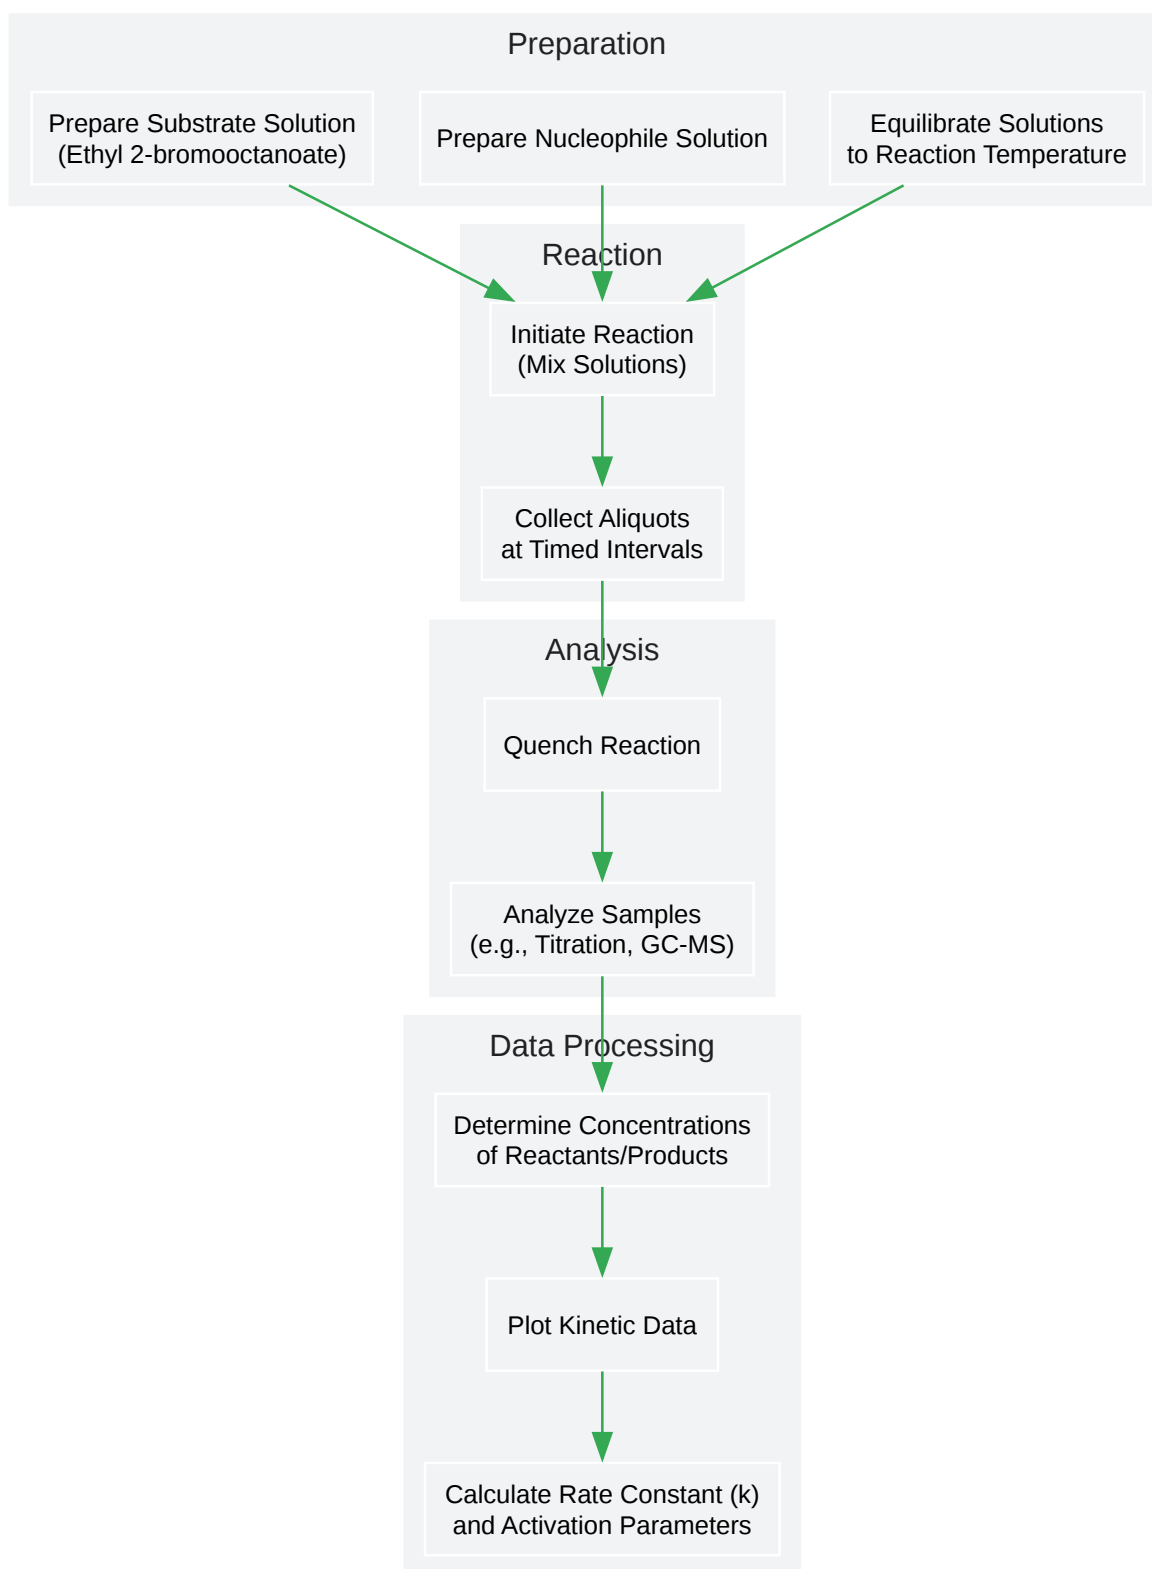 Preparation
Prepare Substrate Solution
(Ethyl 2-bromooctanoate)
Prepare Nucleophile Solution
Equilibrate Solutions
to Reaction Temperature
Reaction
Initiate Reaction
(Mix Solutions)
Collect Aliquots
at Timed Intervals
Analysis
Quench Reaction
Analyze Samples
(e.g., Titration, GC-MS)
Data Processing
Determine Concentrations
of Reactants/Products
Plot Kinetic Data
Calculate Rate Constant (k)
and Activation Parameters